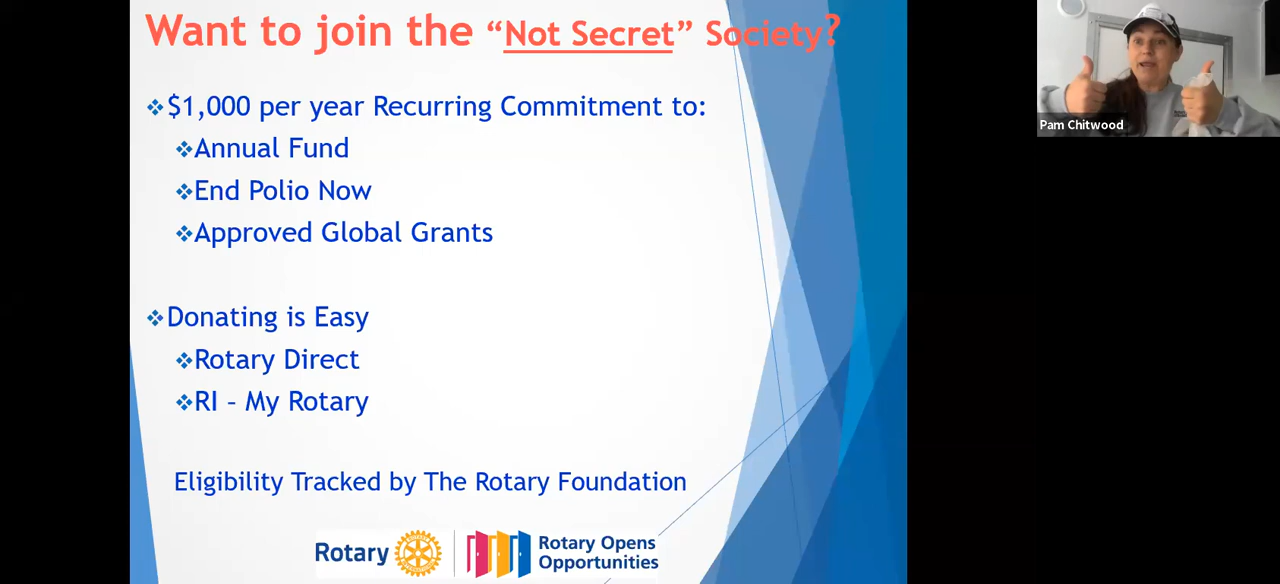 Want to join the “Not Secret” Society?
❖$1,000 per year Recurring Commitment to:
❖Annual Fund
❖End Polio Now
❖Approved Global Grants
❖Donating is Easy
❖Rotary Direct
❖RI – My Rotary
Eligibility Tracked by The Rotary Foundation
Rotary
Rotary Opens
Opportunities
Pam Chitwood